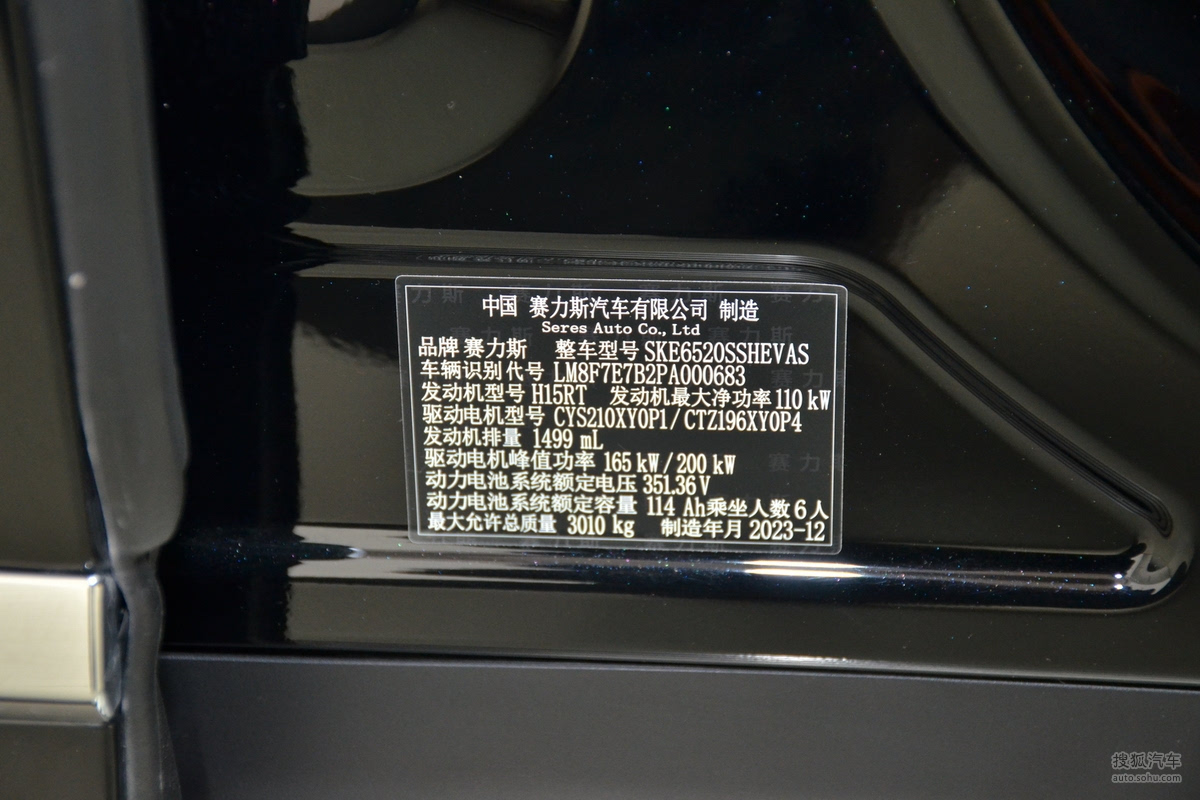 中国 赛力斯汽车有限公司 制造
Seres Auto Co., Ltd
品牌 赛力斯 整车型号 SKE6520SSHEVAS
车辆识别代号 LM8F7E7B2PA000683
发动机型号 H15RT 发动机最大净功率 110 kW
驱动电机型号 CYS210XY0P1/CTZ196XY0P4
发动机排量 1499 mL
驱动电机峰值功率 165 kW/200 kW
动力电池系统额定电压 351.36 V
动力电池系统额定容量 114 Ah 乘坐人数 6 人
最大允许总质量 3010 kg 制造年月 2023-12
搜狐汽车
auto.sohu.com